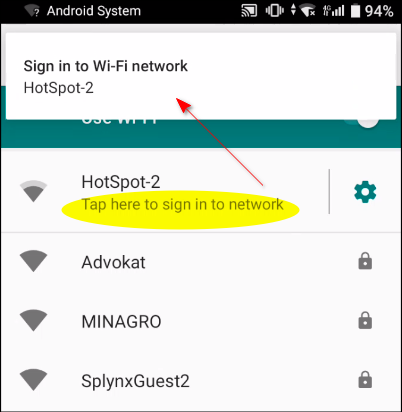 Android System
94%
Sign in to Wi-Fi network
HotSpot-2
Use Wi-Fi
HotSpot-2
Tap here to sign in to network
Advokat
MINAGRO
SplynxGuest2